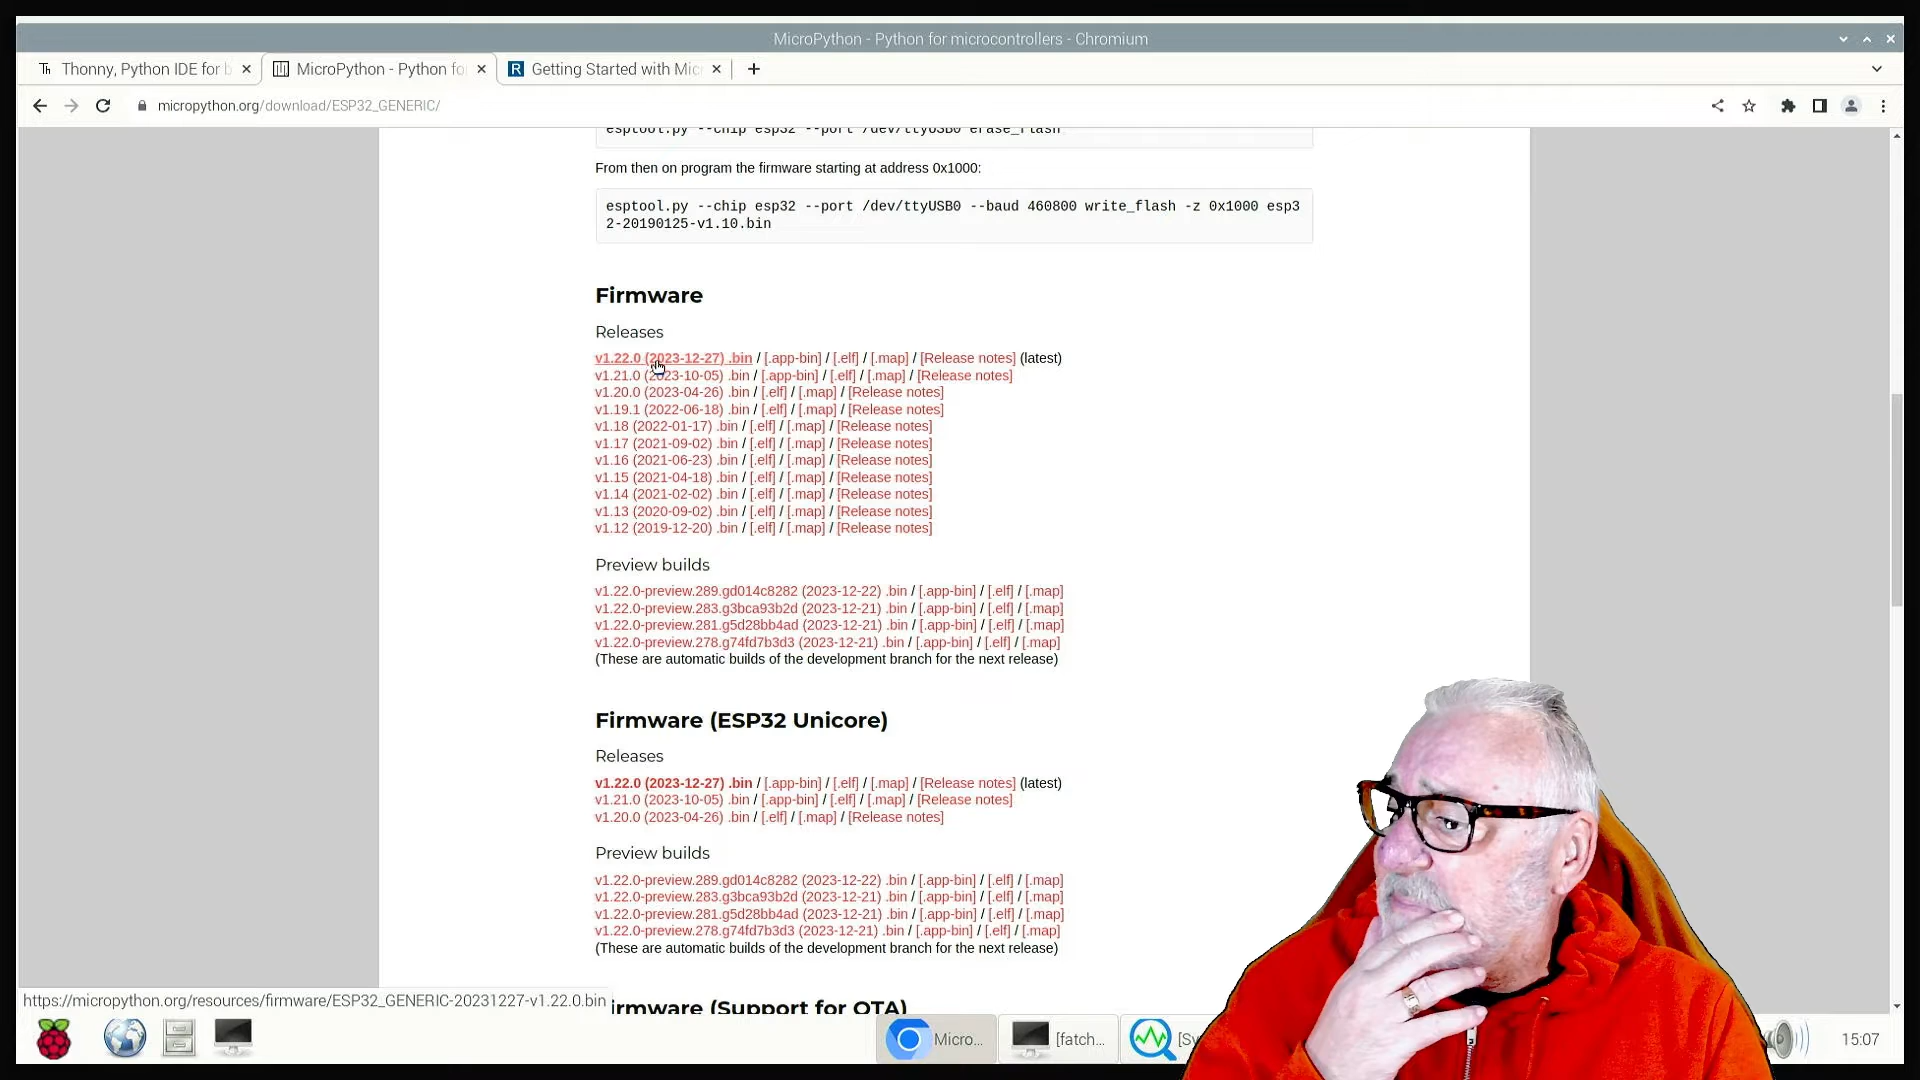 MicroPython - Python for microcontrollers - Chromium
Thonny, Python IDE for b
MicroPython - Python fo
R Getting Started with Mic
micropython.org/download/ESP32_GENERIC/
esptool.py --chip esp32 --port /dev/ttyUSB0 erase_flash
From then on program the firmware starting at address 0x1000:
esptool.py --chip esp32 --port /dev/ttyUSB0 --baud 460800 write_flash -z 0x1000 esp3
2-20190125-v1.10.bin
Firmware
Releases
v1.22.0 (2023-12-27) .bin / [.app-bin] / [.elf] / [.map] / [Release notes] (latest)
v1.21.0 (2023-10-05) .bin / [.app-bin] / [.elf] / [.map] / [Release notes]
v1.20.0 (2023-04-26) .bin / [.elf] / [.map] / [Release notes]
v1.19.1 (2022-06-18) .bin / [.elf] / [.map] / [Release notes]
v1.18 (2022-01-17) .bin / [.elf] / [.map] / [Release notes]
v1.17 (2021-09-02) .bin / [.elf] / [.map] / [Release notes]
v1.16 (2021-06-23) .bin / [.elf] / [.map] / [Release notes]
v1.15 (2021-04-18) .bin / [.elf] / [.map] / [Release notes]
v1.14 (2021-02-02) .bin / [.elf] / [.map] / [Release notes]
v1.13 (2020-09-02) .bin / [.elf] / [.map] / [Release notes]
v1.12 (2019-12-20) .bin / [.elf] / [.map] / [Release notes]
Preview builds
v1.22.0-preview.289.gd014c8282 (2023-12-22) .bin / [.app-bin] / [.elf] / [.map]
v1.22.0-preview.283.g3bca93b2d (2023-12-21) .bin / [.app-bin] / [.elf] / [.map]
v1.22.0-preview.281.g5d28bb4ad (2023-12-21) .bin / [.app-bin] / [.elf] / [.map]
v1.22.0-preview.278.g74fd7b3d3 (2023-12-21) .bin / [.app-bin] / [.elf] / [.map]
(These are automatic builds of the development branch for the next release)
Firmware (ESP32 Unicore)
Releases
v1.22.0 (2023-12-27) .bin / [.app-bin] / [.elf] / [.map] / [Release notes] (latest)
v1.21.0 (2023-10-05) .bin / [.app-bin] / [.elf] / [.map] / [Release notes]
v1.20.0 (2023-04-26) .bin / [.elf] / [.map] / [Release notes]
Preview builds
v1.22.0-preview.289.gd014c8282 (2023-12-22) .bin / [.app-bin] / [.elf] / [.map]
v1.22.0-preview.283.g3bca93b2d (2023-12-21) .bin / [.app-bin] / [.elf] / [.map]
v1.22.0-preview.281.g5d28bb4ad (2023-12-21) .bin / [.app-bin] / [.elf] / [.map]
v1.22.0-preview.278.g74fd7b3d3 (2023-12-21) .bin / [.app-bin] / [.elf] / [.map]
(These are automatic builds of the development branch for the next release)
https://micropython.org/resources/firmware/ESP32_GENERIC-20231227-v1.22.0.bin
irmware (Support for OTA)
Micro... [fatch... [Sy 15:07